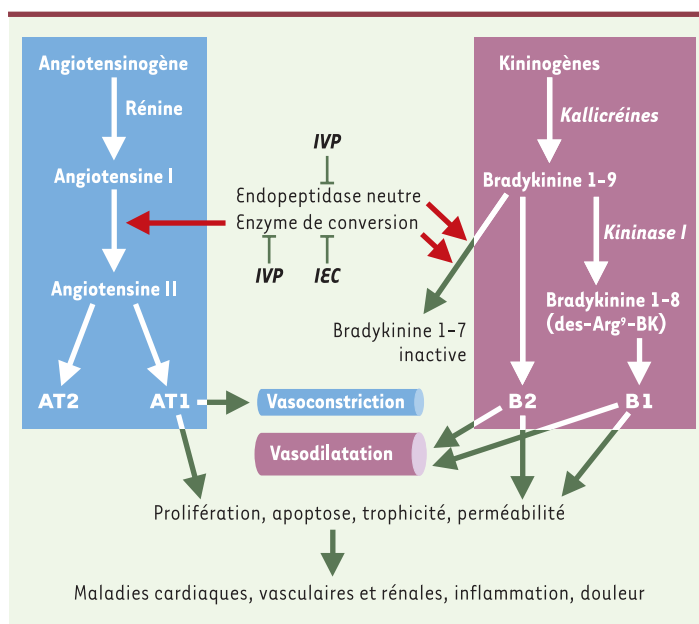 Angiotensinogène
Rénine
Angiotensine I
Angiotensine II
AT2
AT1
IVP
Endopeptidase neutre
Enzyme de conversion
IVP
IEC
Kininogènes
Kallicréines
Bradykinine 1-9
Kininase I
Bradykinine 1-8
(des-Arg⁹-BK)
Bradykinine 1-7
inactive
B2
B1
Vasoconstriction
Vasodilatation
Prolifération, apoptose, trophicité, perméabilité
Maladies cardiaques, vasculaires et rénales, inflammation, douleur